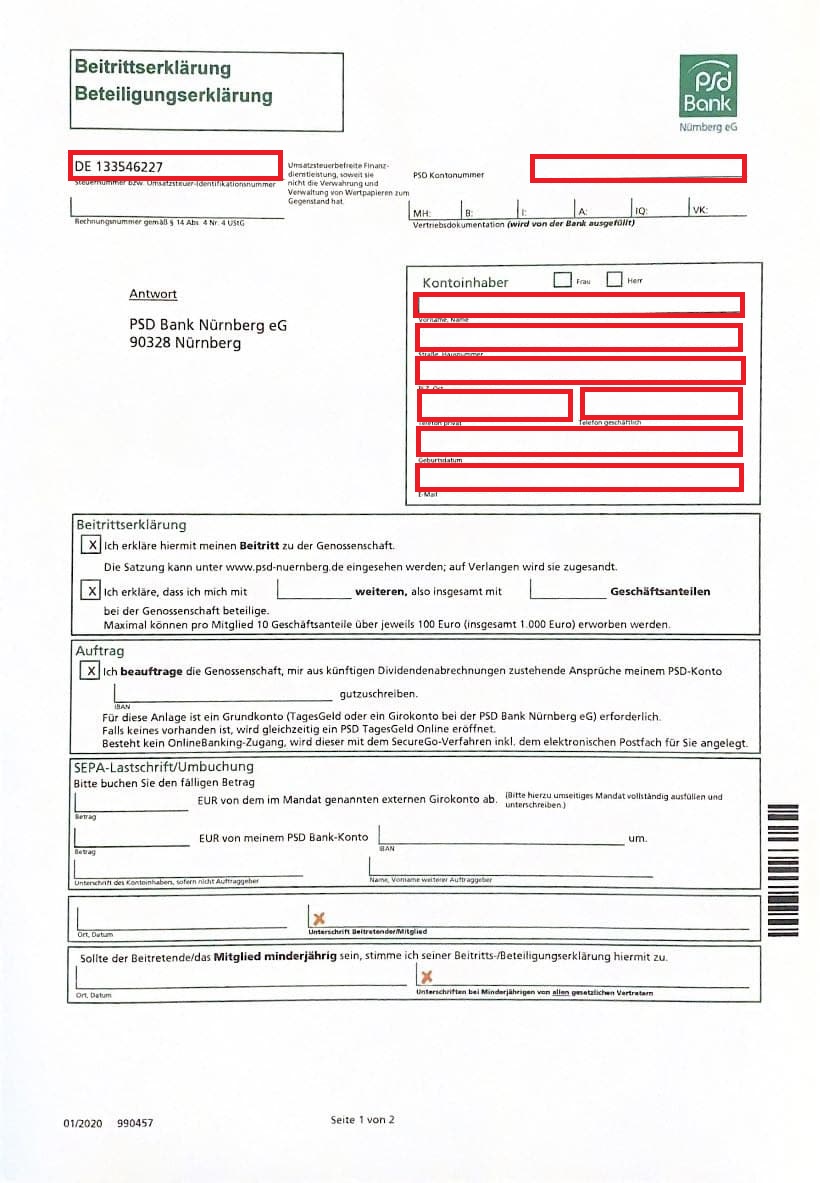 Beitrittserklärung
Beteiligungserklärung
psd
Bank
Nürnberg eG
DE 133546227
Steuernummer bzw. Umsatzsteuer-Identifikationsnummer
Umsatzsteuerbefreite Finanz-
dienstleistung, soweit sie
nicht die Verwahrung und
Verwaltung von Wertpapieren zum
Gegenstand hat.
PSD Kontonummer
Rechnungsnummer gemäß § 14 Abs. 4 Nr. 4 UStG
MH: B: I: A: IQ: VK:
Vertriebsdokumentation (wird von der Bank ausgefüllt)
Antwort
PSD Bank Nürnberg eG
90328 Nürnberg
Kontoinhaber Frau Herr
Vorname, Name
Straße, Hausnummer
PLZ, Ort
Telefon privat Telefon geschäftlich
Geburtsdatum
E-Mail
Beitrittserklärung
X Ich erkläre hiermit meinen Beitritt zu der Genossenschaft.
Die Satzung kann unter www.psd-nuernberg.de eingesehen werden; auf Verlangen wird sie zugesandt.
X Ich erkläre, dass ich mich mit weiteren, also insgesamt mit Geschäftsanteilen
bei der Genossenschaft beteilige.
Maximal können pro Mitglied 10 Geschäftsanteile über jeweils 100 Euro (insgesamt 1.000 Euro) erworben werden.
Auftrag
X Ich beauftrage die Genossenschaft, mir aus künftigen Dividendenabrechnungen zustehende Ansprüche meinem PSD-Konto
gutzuschreiben.
IBAN
Für diese Anlage ist ein Grundkonto (TagesGeld oder ein Girokonto bei der PSD Bank Nürnberg eG) erforderlich.
Falls keines vorhanden ist, wird gleichzeitig ein PSD TagesGeld Online eröffnet.
Besteht kein OnlineBanking-Zugang, wird dieser mit dem SecureGo-Verfahren inkl. dem elektronischen Postfach für Sie angelegt.
SEPA-Lastschrift/Umbuchung
Bitte buchen Sie den fälligen Betrag
EUR von dem im Mandat genannten externen Girokonto ab. (Bitte hierzu umseitiges Mandat vollständig ausfüllen und
unterschreiben.)
Betrag
EUR von meinem PSD Bank-Konto um.
Betrag IBAN
Unterschrift des Kontoinhabers, sofern nicht Auftraggeber Name, Vorname weiterer Auftraggeber
X
Ort, Datum Unterschrift Beitretender/Mitglied
Sollte der Beitretende/das Mitglied minderjährig sein, stimme ich seiner Beitritts-/Beteiligungserklärung hiermit zu.
X
Ort, Datum Unterschriften bei Minderjährigen von allen gesetzlichen Vertretern
01/2020 990457 Seite 1 von 2